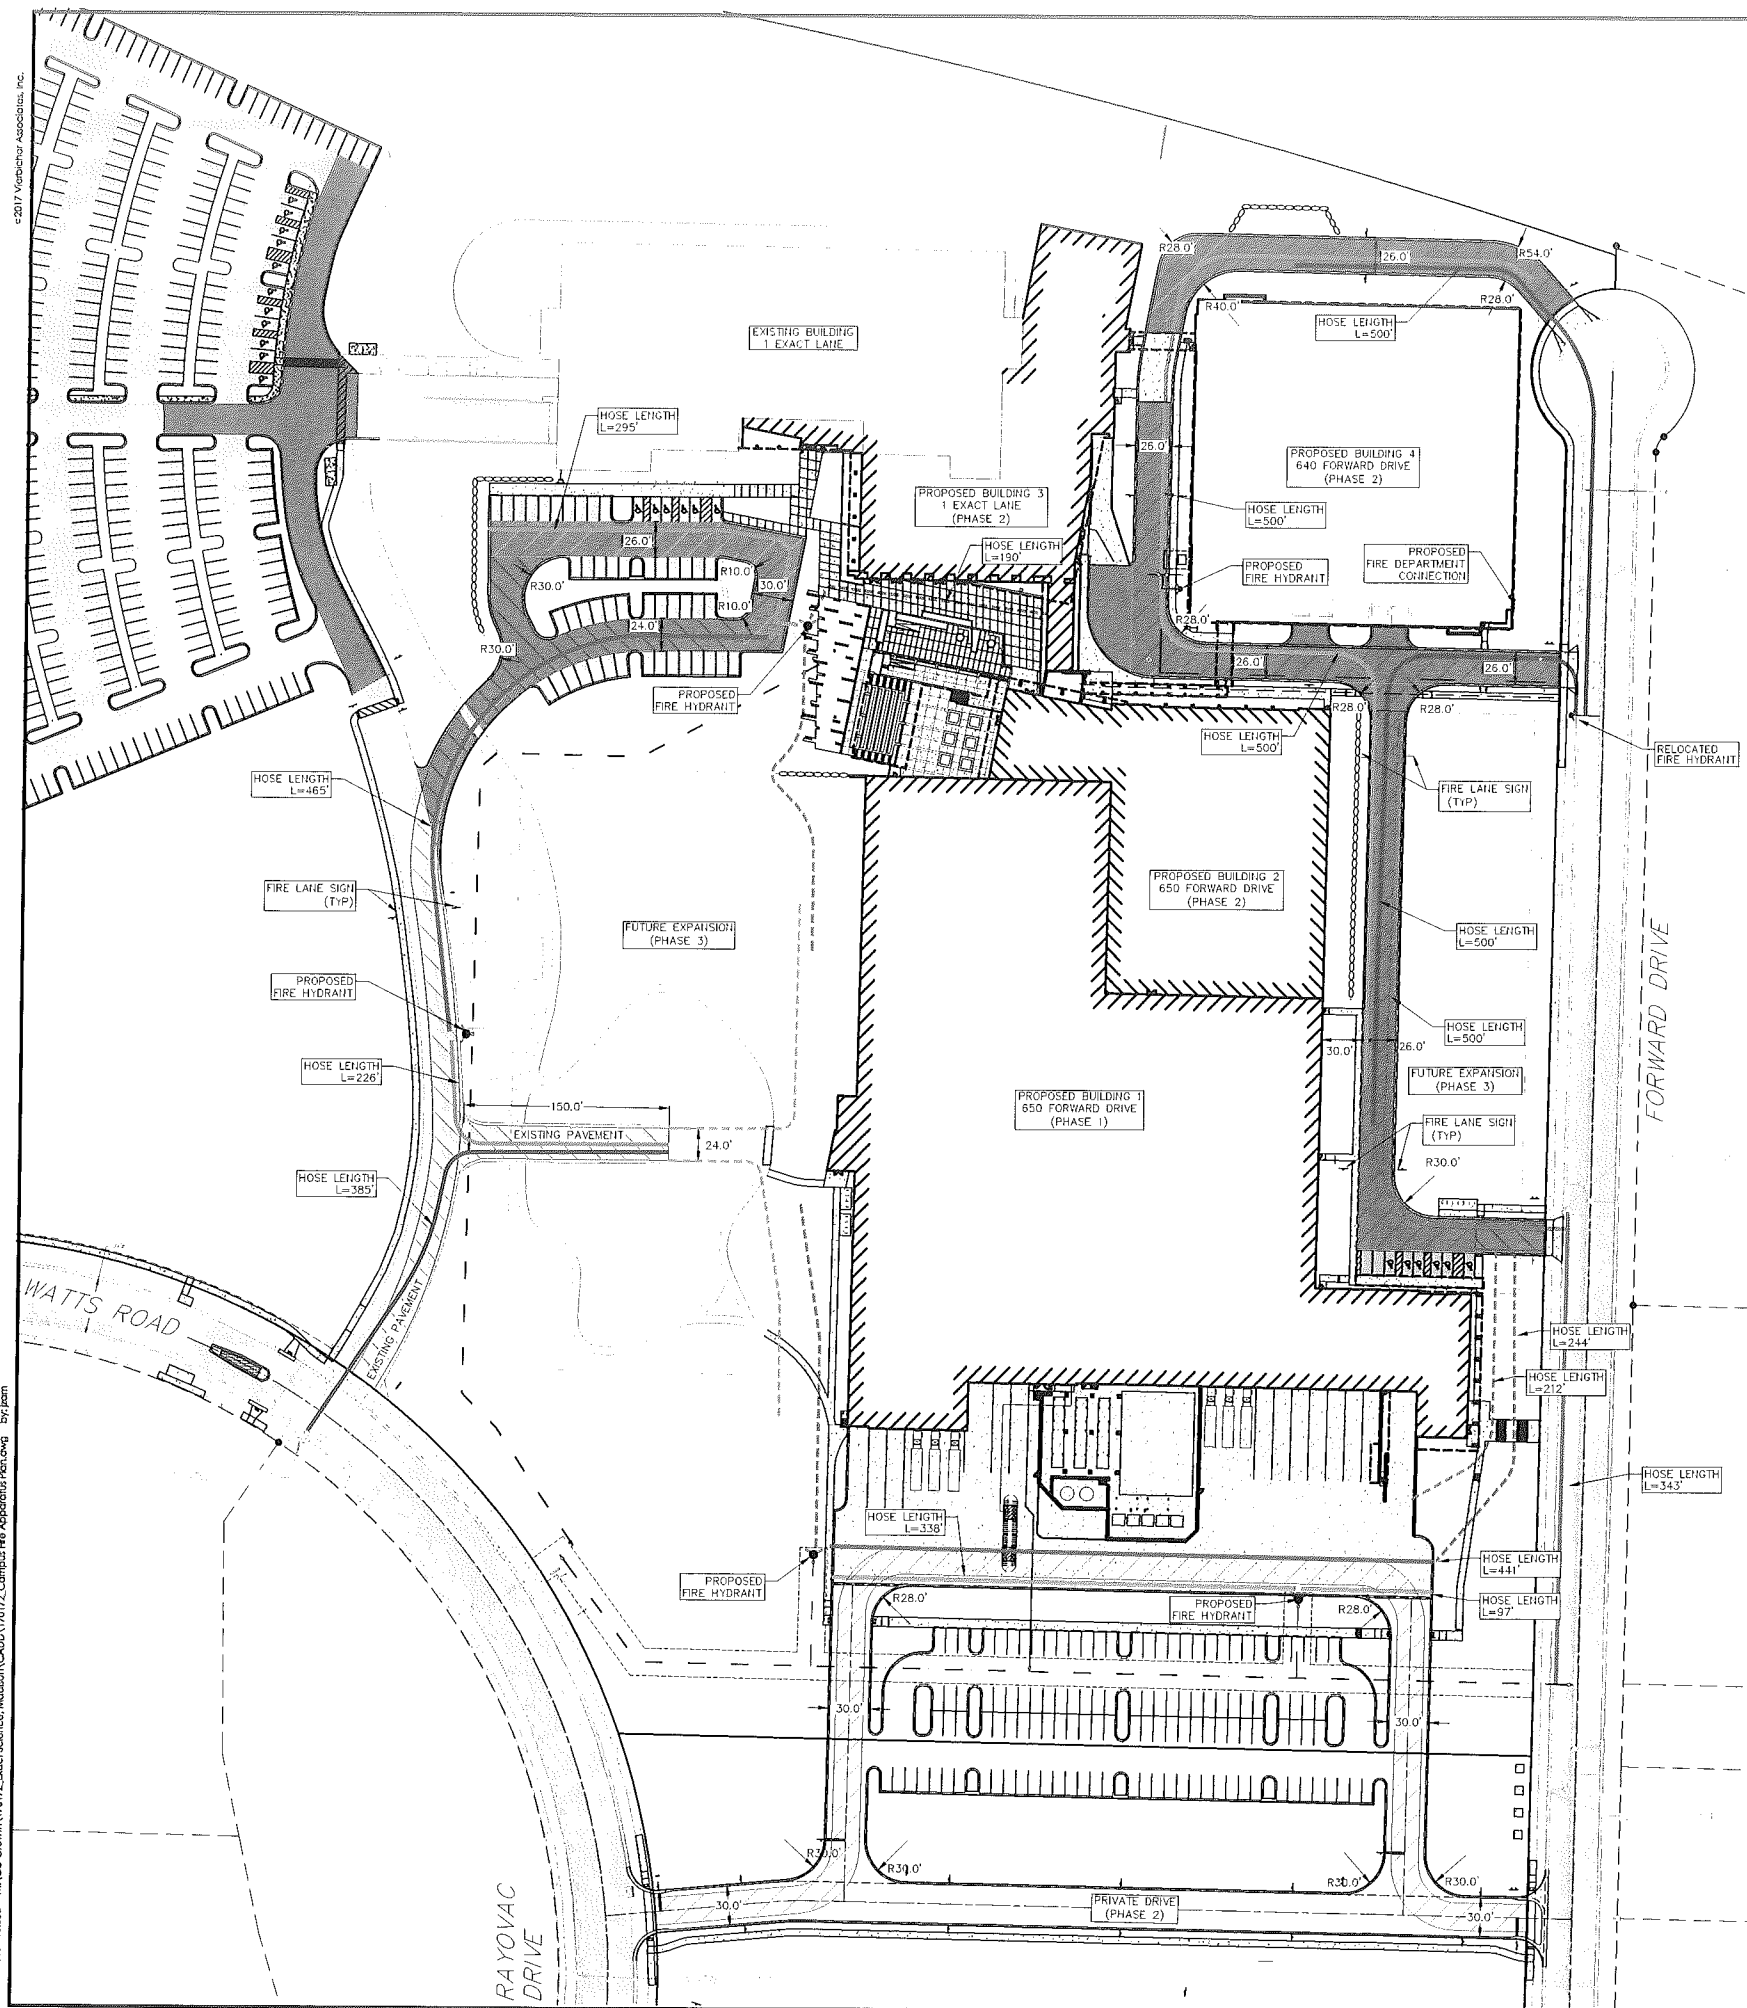 ©2017 Vierbicher Associates, Inc.
R28.0'
26.0'
R54.0'
R40.0'
R28.0'
HOSE LENGTH
L=500'
EXISTING BUILDING
1 EXACT LANE
HOSE LENGTH
L=295'
26.0'
PROPOSED BUILDING 4
640 FORWARD DRIVE
(PHASE 2)
PROPOSED BUILDING 3
1 EXACT LANE
(PHASE 2)
HOSE LENGTH
L=500'
26.0'
HOSE LENGTH
L=190'
PROPOSED
FIRE DEPARTMENT
CONNECTION
PROPOSED
FIRE HYDRANT
R30.0'
R10.0'
30.0'
R10.0'
24.0'
R28.0'
R30.0'
26.0'
26.0'
PROPOSED
FIRE HYDRANT
R28.0'
R28.0'
HOSE LENGTH
L=500'
RELOCATED
FIRE HYDRANT
HOSE LENGTH
L=465'
FIRE LANE SIGN
(TYP)
FIRE LANE SIGN
(TYP)
PROPOSED BUILDING 2
650 FORWARD DRIVE
(PHASE 2)
FUTURE EXPANSION
(PHASE 3)
HOSE LENGTH
L=500'
FORWARD DRIVE
PROPOSED
FIRE HYDRANT
HOSE LENGTH
L=500'
30.0'
26.0'
HOSE LENGTH
L=226'
FUTURE EXPANSION
(PHASE 3)
PROPOSED BUILDING 1
650 FORWARD DRIVE
(PHASE 1)
150.0'
EXISTING PAVEMENT
24.0'
FIRE LANE SIGN
(TYP)
R30.0'
HOSE LENGTH
L=385'
WATTS ROAD
EXISTING PAVEMENT
HOSE LENGTH
L=244'
HOSE LENGTH
L=212'
HOSE LENGTH
L=343'
HOSE LENGTH
L=338'
HOSE LENGTH
L=441'
PROPOSED
FIRE HYDRANT
R28.0'
PROPOSED
FIRE HYDRANT
R28.0'
HOSE LENGTH
L=97'
30.0'
30.0'
R30.0'
R30.0'
R30.0'
R30.0'
30.0'
PRIVATE DRIVE
(PHASE 2)
30.0'
RAYOVAC
DRIVE